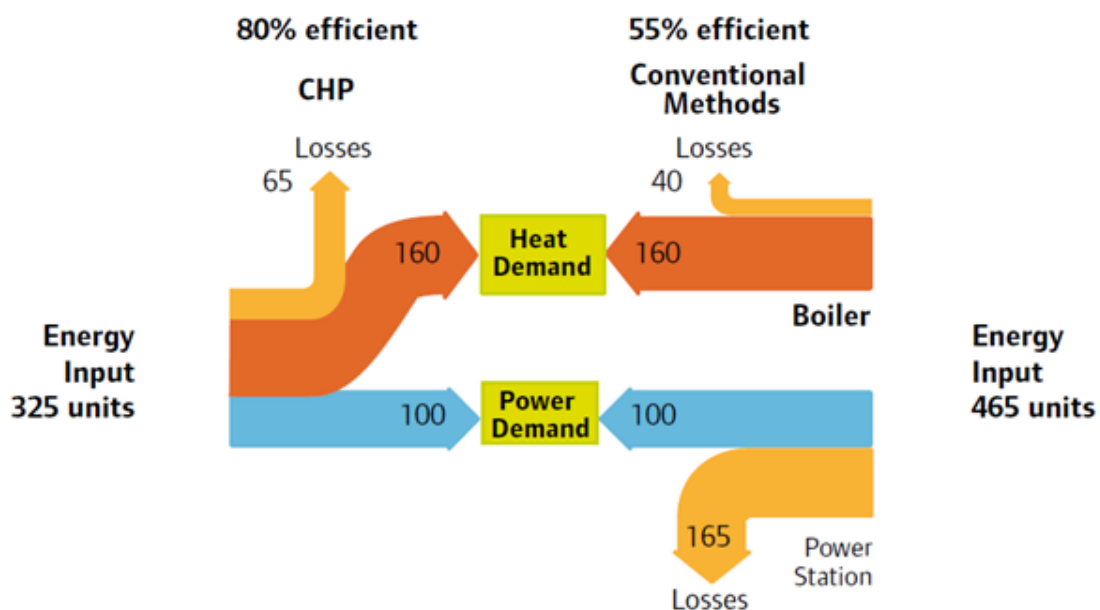 80% efficient
55% efficient
CHP
Conventional
Methods
Losses
65
Losses
40
160
Heat
Demand
160
Boiler
Energy
Input
325 units
Energy
Input
465 units
100
Power
Demand
100
165
Power
Station
Losses